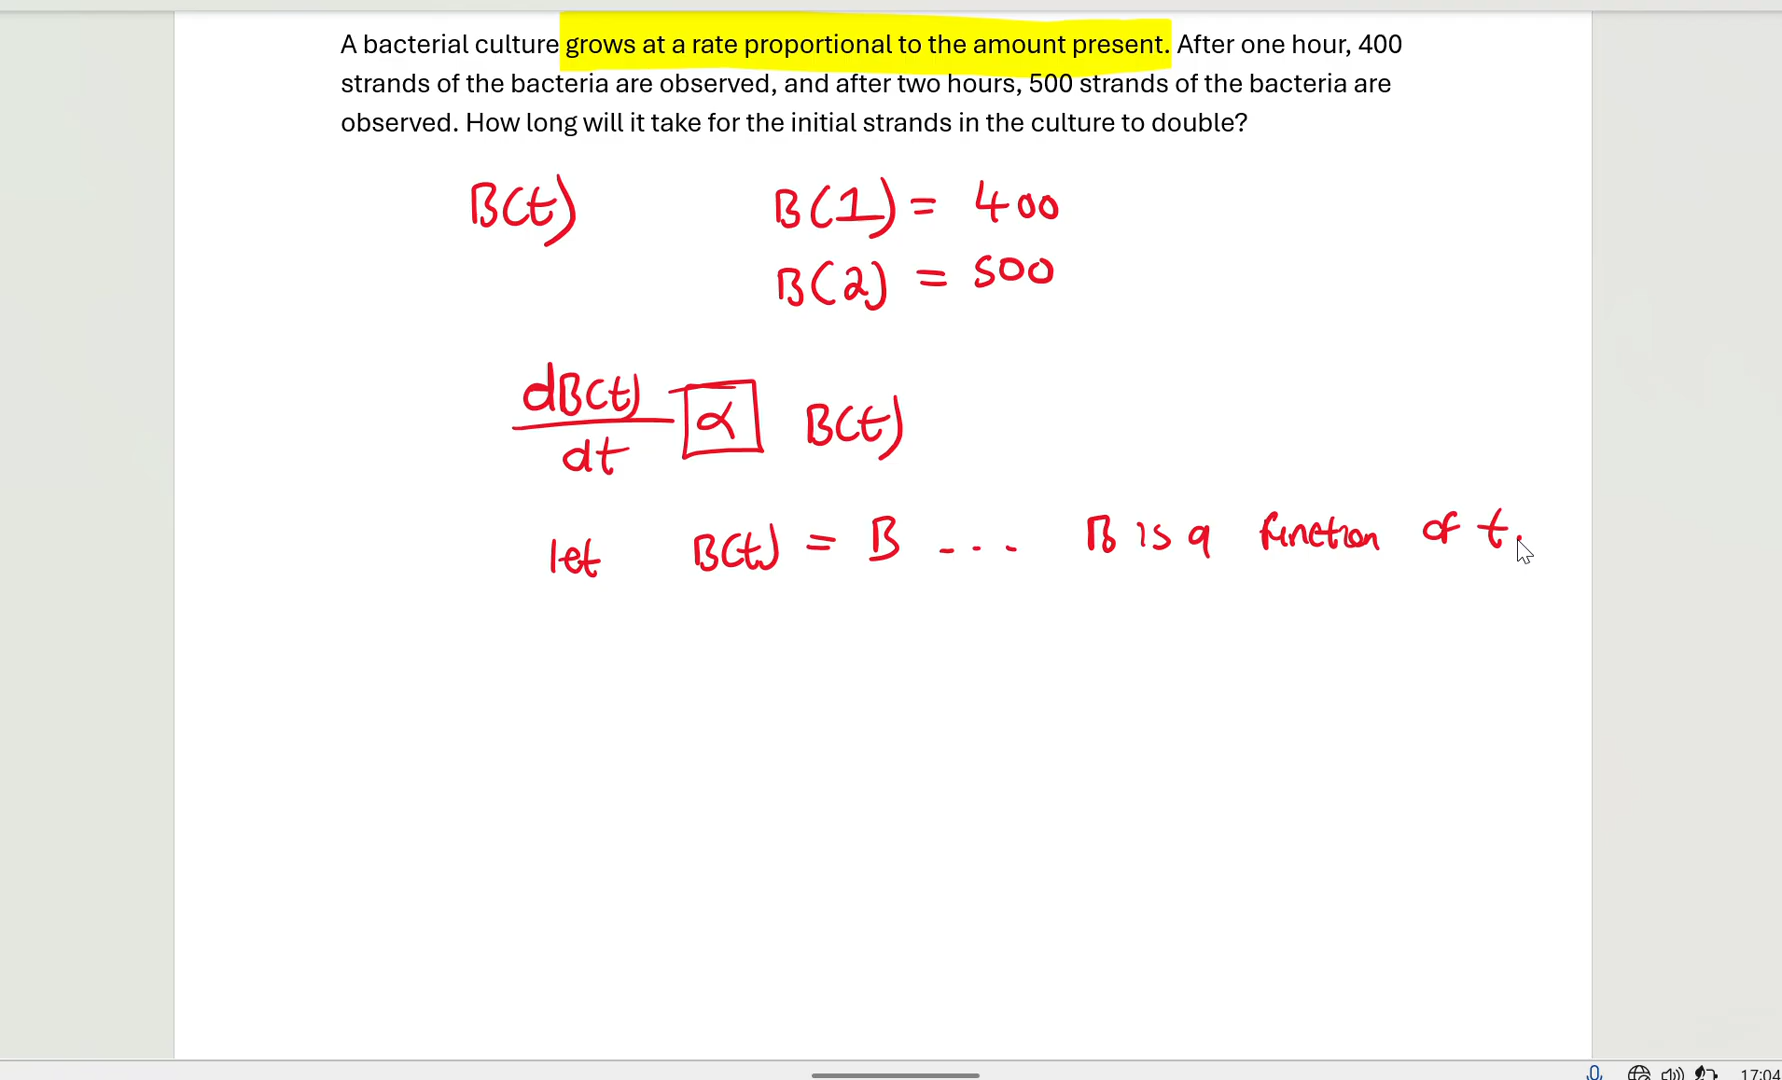 A bacterial culture grows at a rate proportional to the amount present. After one hour, 400
strands of the bacteria are observed, and after two hours, 500 strands of the bacteria are
observed. How long will it take for the initial strands in the culture to double?
B(t) B(1) = 400
B(2) = 500
dB(t)/dt α B(t)
let B(t) = B ... B is a function of t.
17:04